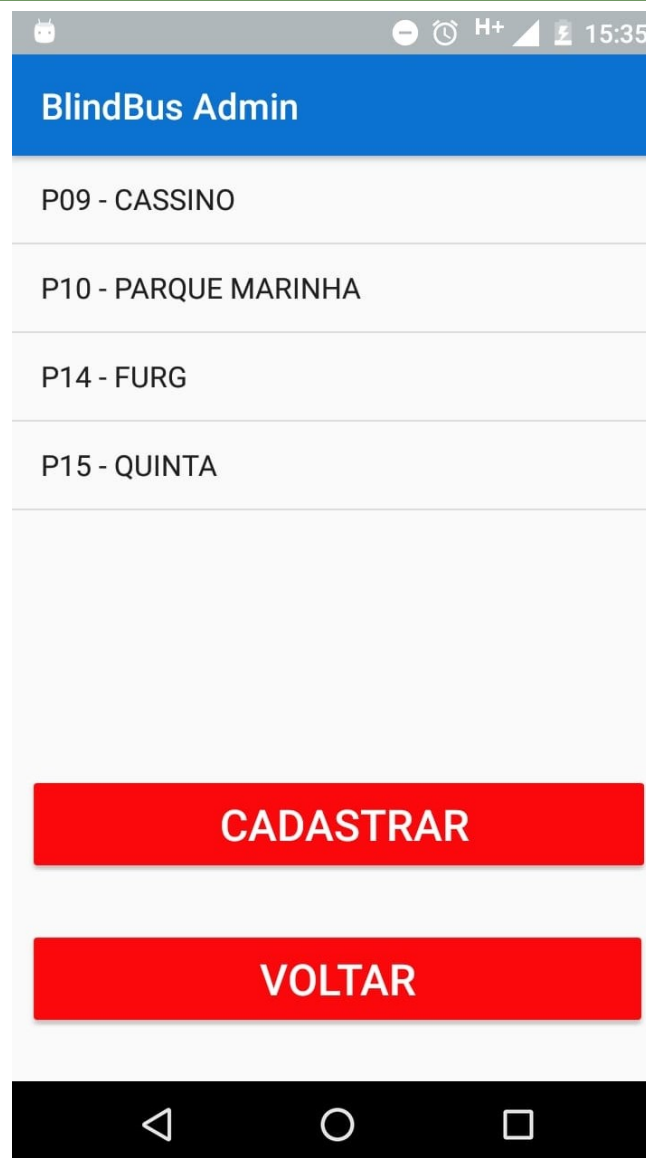 H+ 15:35
BlindBus Admin
P09 - CASSINO
P10 - PARQUE MARINHA
P14 - FURG
P15 - QUINTA
CADASTRAR
VOLTAR